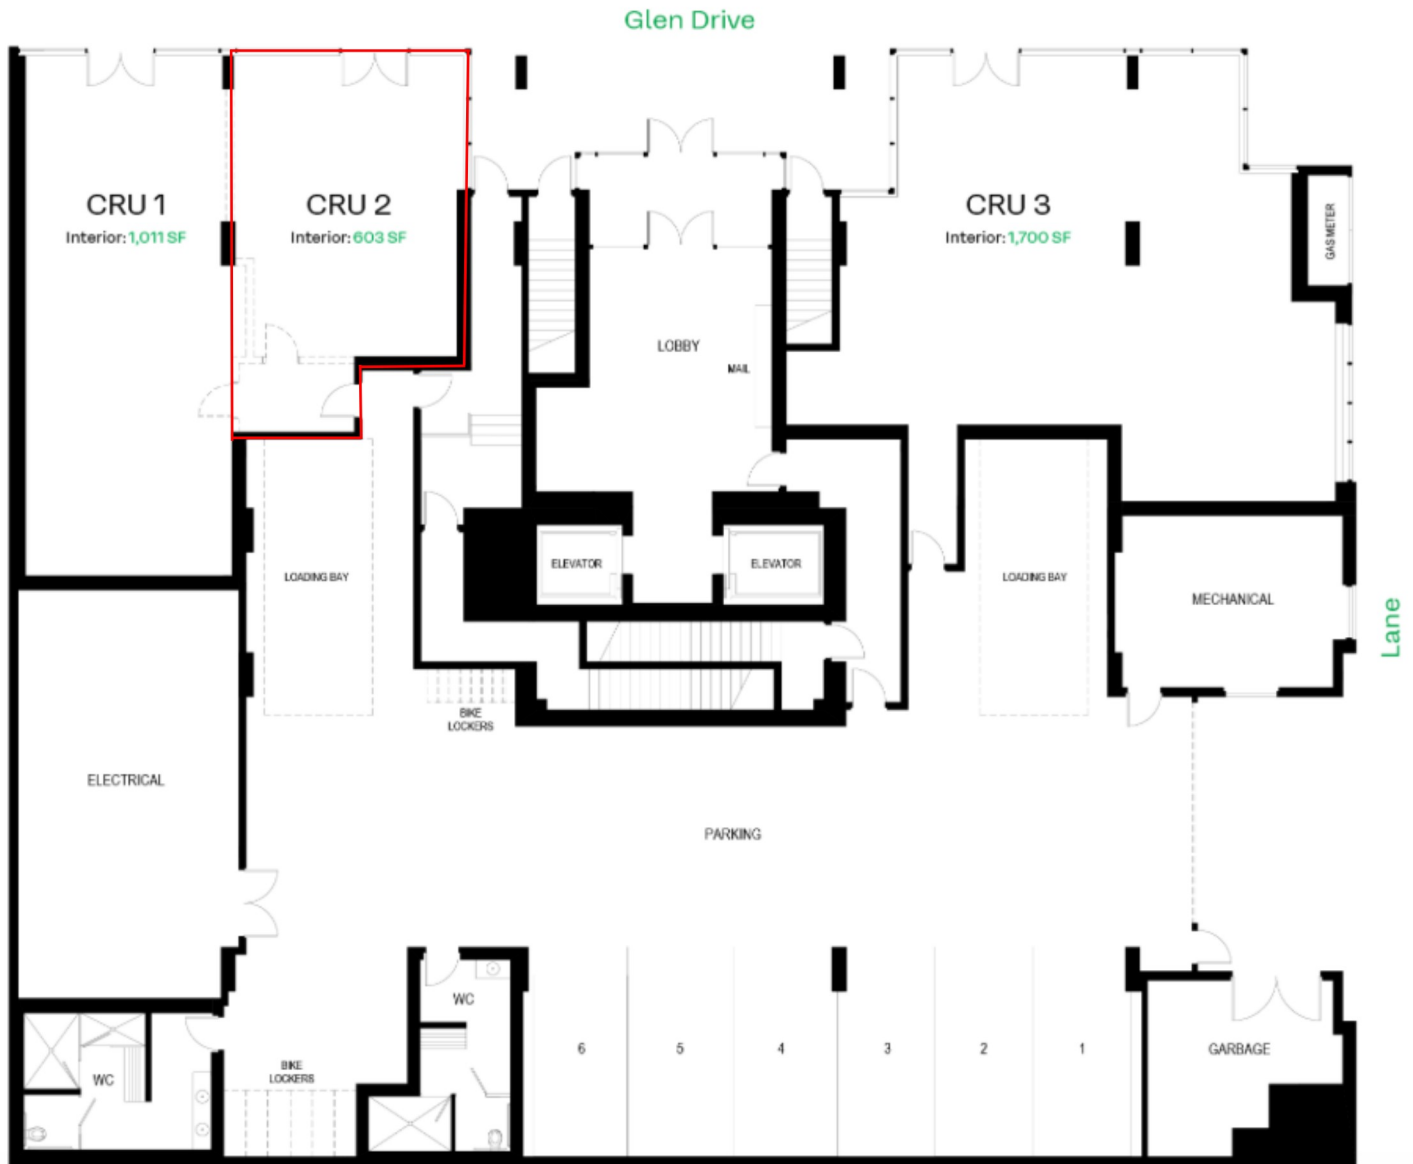 Glen Drive
CRU 1
Interior: 1,011 SF
CRU 2
Interior: 603 SF
CRU 3
Interior: 1,700 SF
GAS METER
LOBBY
MAIL
ELEVATOR
ELEVATOR
LOADING BAY
LOADING BAY
MECHANICAL
Lane
BIKE
LOCKERS
ELECTRICAL
PARKING
WC
6
5
4
3
2
1
GARBAGE
WC
BIKE
LOCKERS